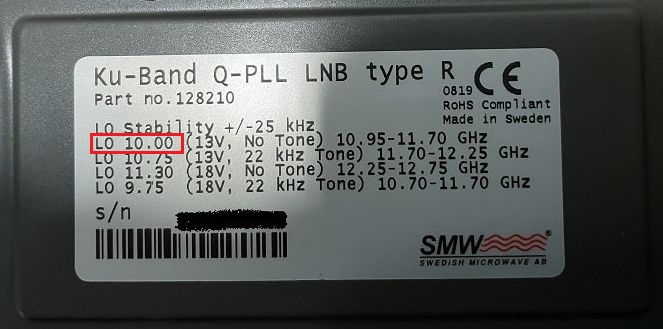 Ku-Band Q-PLL LNB type R
CE
0819
Part no.128210
RoHS Compliant
Made in Sweden
LO Stability +/-25 kHz
LO 10.00 (13V, No Tone) 10.95-11.70 GHz
LO 10.75 (13V, 22 kHz Tone) 11.70-12.25 GHz
LO 11.30 (18V, No Tone) 12.25-12.75 GHz
LO 9.75 (18V, 22 kHz Tone) 10.70-11.70 GHz
s/n
SMW®
SWEDISH MICROWAVE AB